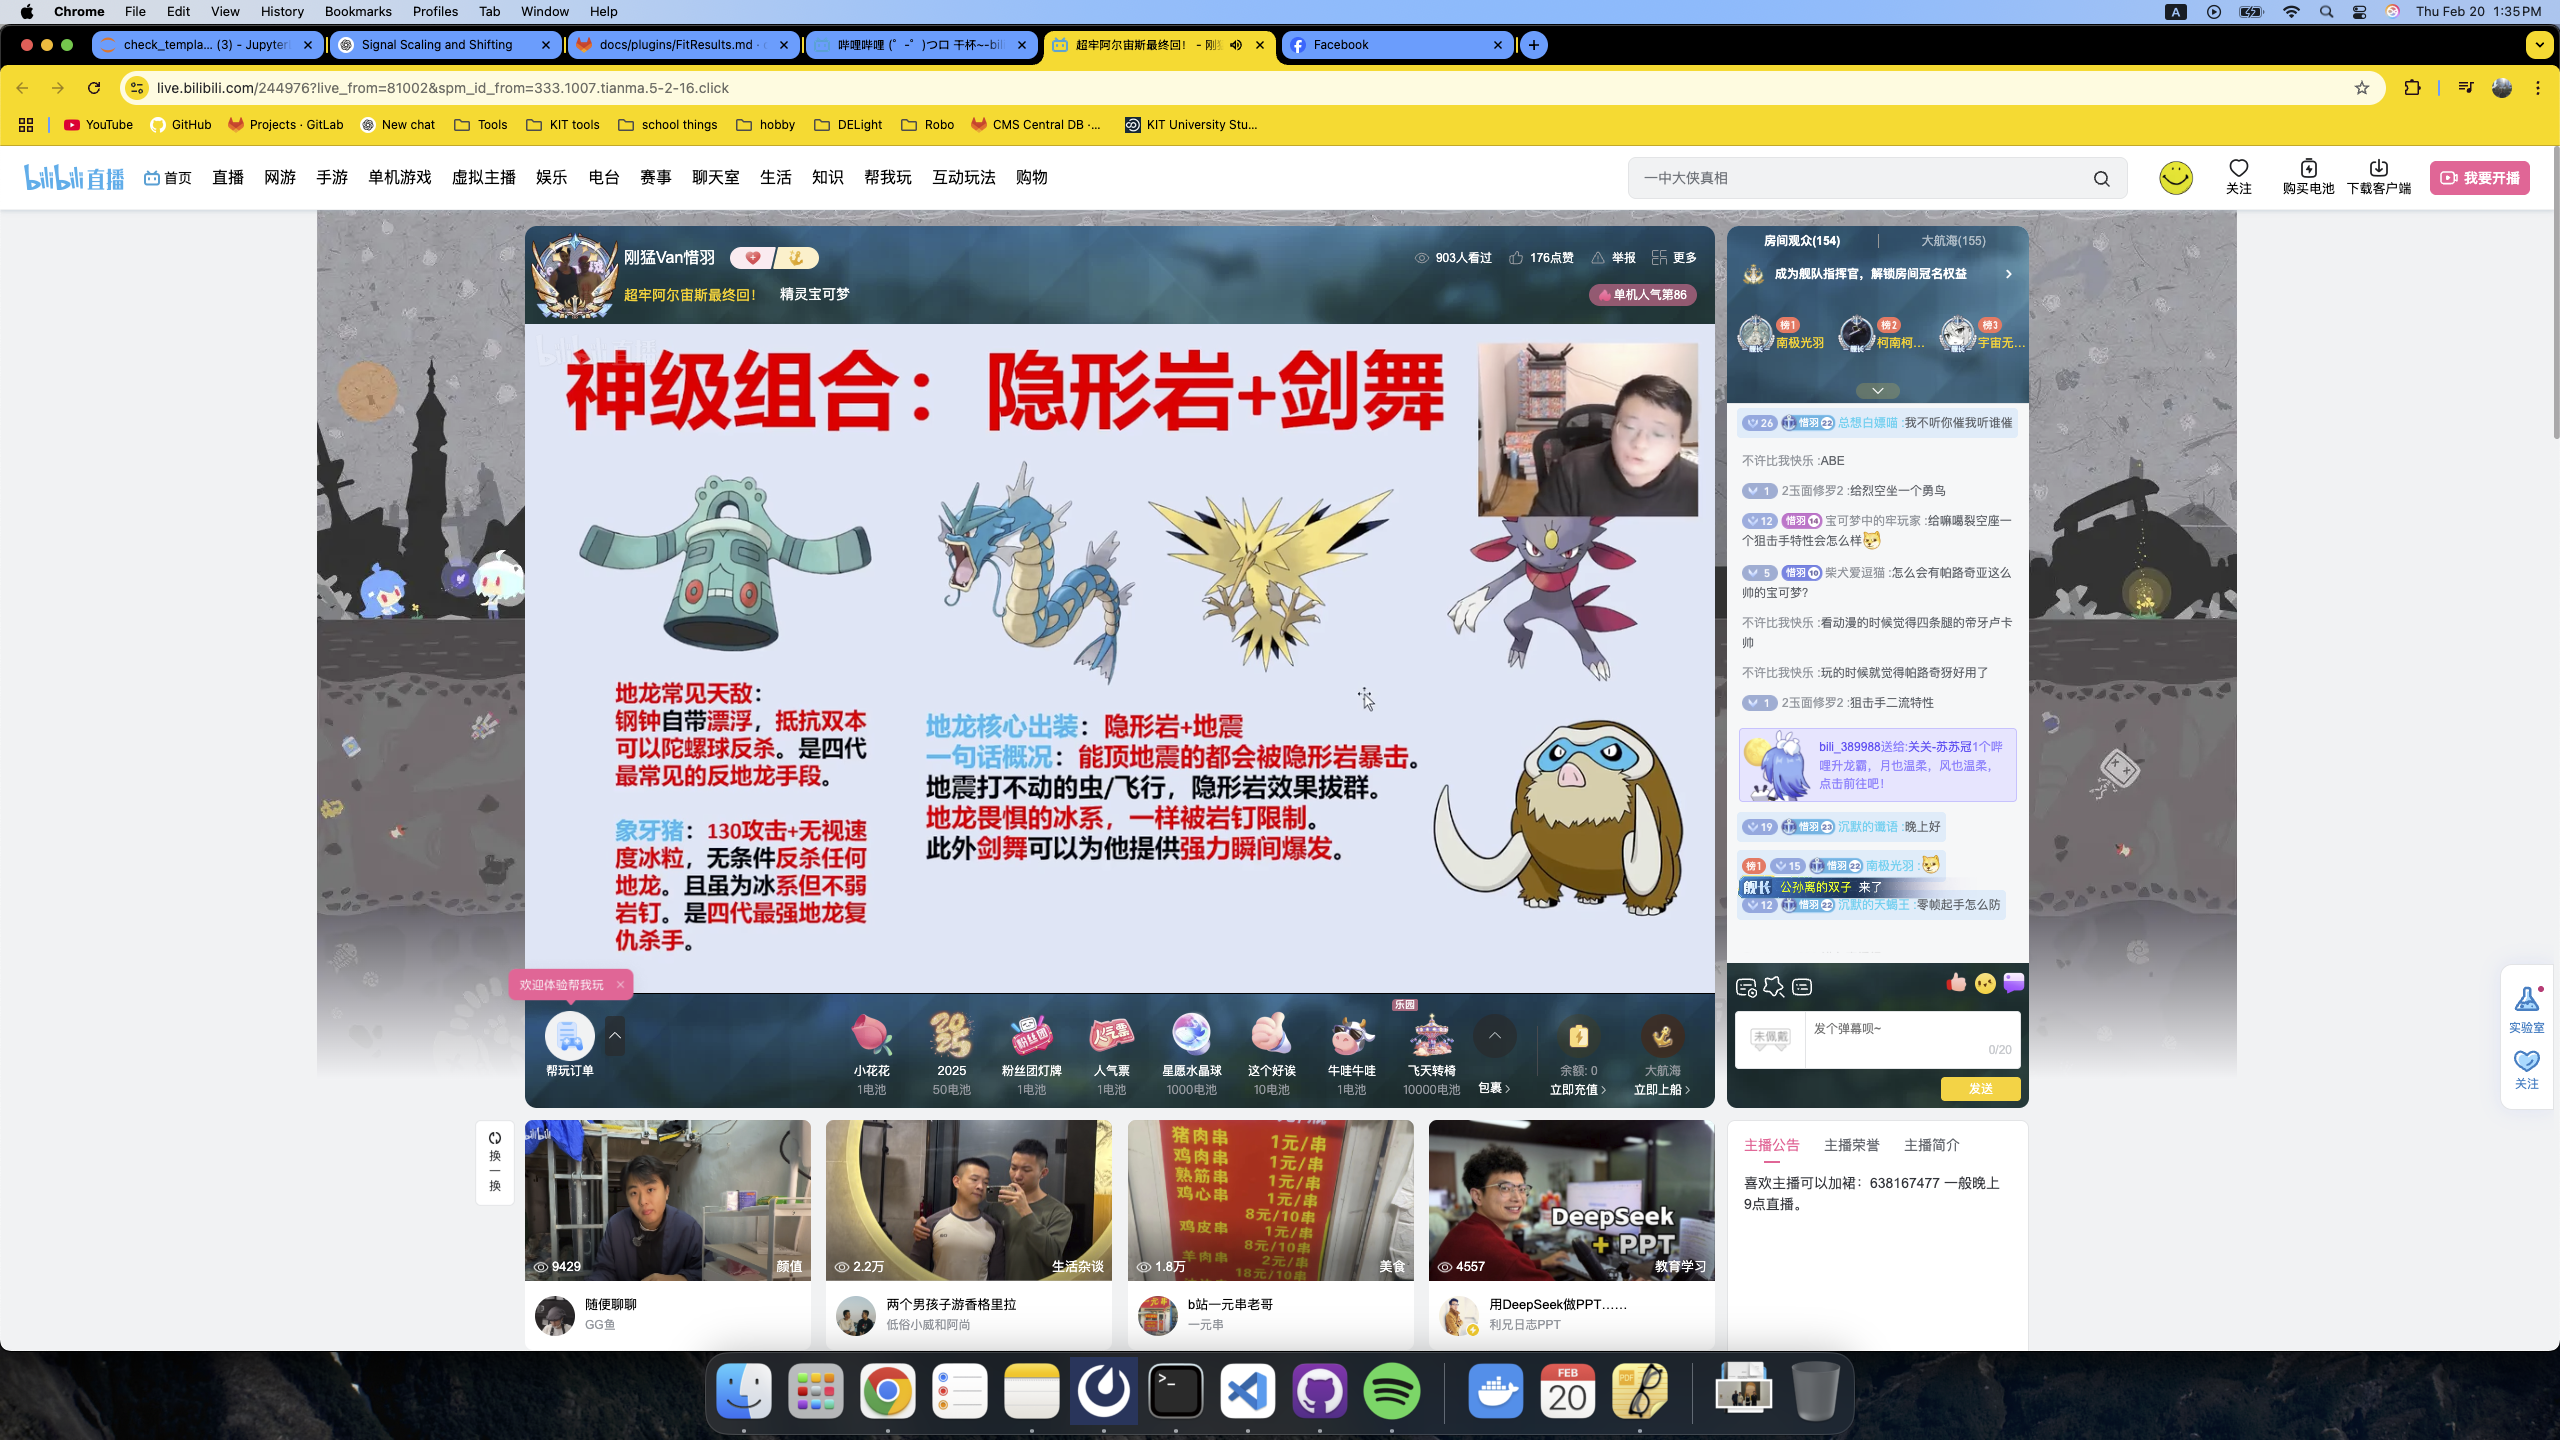 Chrome File Edit View History Bookmarks Profiles Tab Window Help
A Thu Feb 20 1:35 PM
check_templa... (3) - Jupyter
Signal Scaling and Shifting
docs/plugins/FitResults.md ·
哔哩哔哩 (゜-゜)つロ 干杯~-bil
超牢阿尔宙斯最终回! - 刚
Facebook
live.bilibili.com/244976?live_from=81002&spm_id_from=333.1007.tianma.5-2-16.click
YouTube GitHub Projects · GitLab New chat Tools KIT tools school things hobby DELight Robo CMS Central DB ·... KIT University Stu...
bilibili直播 首页 直播 网游 手游 单机游戏 虚拟主播 娱乐 电台 赛事 聊天室 生活 知识 帮我玩 互动玩法 购物
一中大侠真相
关注 购买电池 下载客户端 我要开播
刚猛Van惜羽
903人看过 176点赞 举报 更多
超牢阿尔宙斯最终回! 精灵宝可梦
单机人气第86
bilibili直播
神级组合：隐形岩+剑舞
地龙常见天敌：
钢钟自带漂浮，抵抗双本
可以陀螺球反杀。是四代
最常见的反地龙手段。
象牙猪：130攻击+无视速
度冰粒，无条件反杀任何
地龙。且虽为冰系但不弱
岩钉。是四代最强地龙复
仇杀手。
地龙核心出装：隐形岩+地震
一句话概况：能顶地震的都会被隐形岩暴击。
地震打不动的虫/飞行，隐形岩效果拔群。
地龙畏惧的冰系，一样被岩钉限制。
此外剑舞可以为他提供强力瞬间爆发。
房间观众(154) 大航海(155)
成为舰队指挥官，解锁房间冠名权益
榜1 榜2 榜3
南极光羽 柯南柯... 宇宙无...
26 惜羽 22 总想白嫖喵 :我不听你催我听谁催
不许比我快乐 :ABE
1 2玉面修罗2 :给烈空坐一个勇鸟
12 惜羽 14 宝可梦中的牢玩家 :给嘛噶裂空座一
个狙击手特性会怎么样
5 惜羽 10 柴犬爱逗猫 :怎么会有帕路奇亚这么
帅的宝可梦?
不许比我快乐 :看动漫的时候觉得四条腿的帝牙卢卡
帅
不许比我快乐 :玩的时候就觉得帕路奇犽好用了
1 2玉面修罗2 :狙击手二流特性
bili_389988送给:关关-苏苏冠1个哔
哩升龙霸，月也温柔，风也温柔，
点击前往吧!
19 惜羽 23 沉默的谶语 :晚上好
榜1 15 惜羽 22 南极光羽 :
舰长 公孙离的双子 来了
12 惜羽 22 沉默的天蝎王 :零帧起手怎么防
未佩戴 发个弹幕呗~
0/20
发送
欢迎体验帮我玩
帮玩订单
小花花 2025 粉丝团灯牌 人气票 星愿水晶球 这个好诶 牛哇牛哇 飞天转椅
1电池 50电池 1电池 1电池 1000电池 10电池 1电池 10000电池
乐园
粉丝团
人气票
包裹
余额: 0 大航海
立即充值 立即上船
实验室
关注
换一换
bilibili
9429 颜值
随便聊聊
GG鱼
2.2万 生活杂谈
两个男孩子游香格里拉
低俗小威和阿尚
猪肉串 1元/串
鸡肉串 1元/串
熟筋串 1元/串
鸡心串 1元/串
8元/10串
鸡皮串 1元/串
8元/10串
羊肉串 2元/串
18元/10串
1.8万 美食
b站一元串老哥
一元串
DeepSeek
+ PPT
4557 教育学习
用DeepSeek做PPT……
利兄日志PPT
主播公告 主播荣誉 主播简介
喜欢主播可以加裙：638167477 一般晚上
9点直播。
FEB
20
PDF